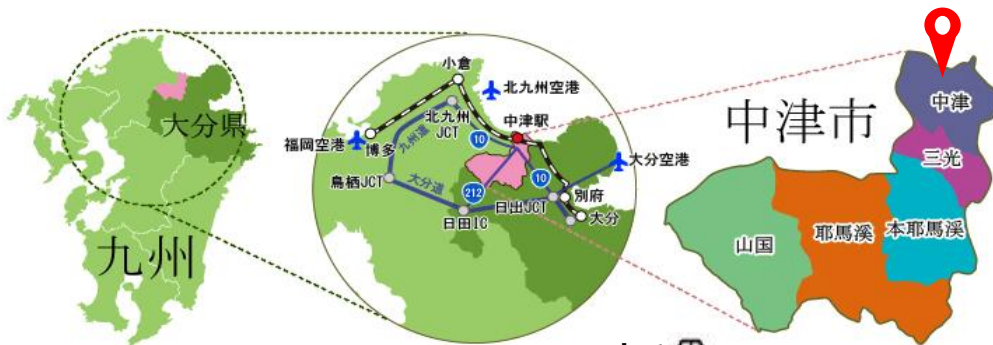 大分県
九州
小倉
北九州空港
北九州
JCT
中津駅
福岡空港
博多
九州道
10
大分空港
鳥栖JCT
大分道
212
10
別府
日田IC
日出JCT
大分
中津市
中津
三光
本耶馬溪
耶馬溪
山国